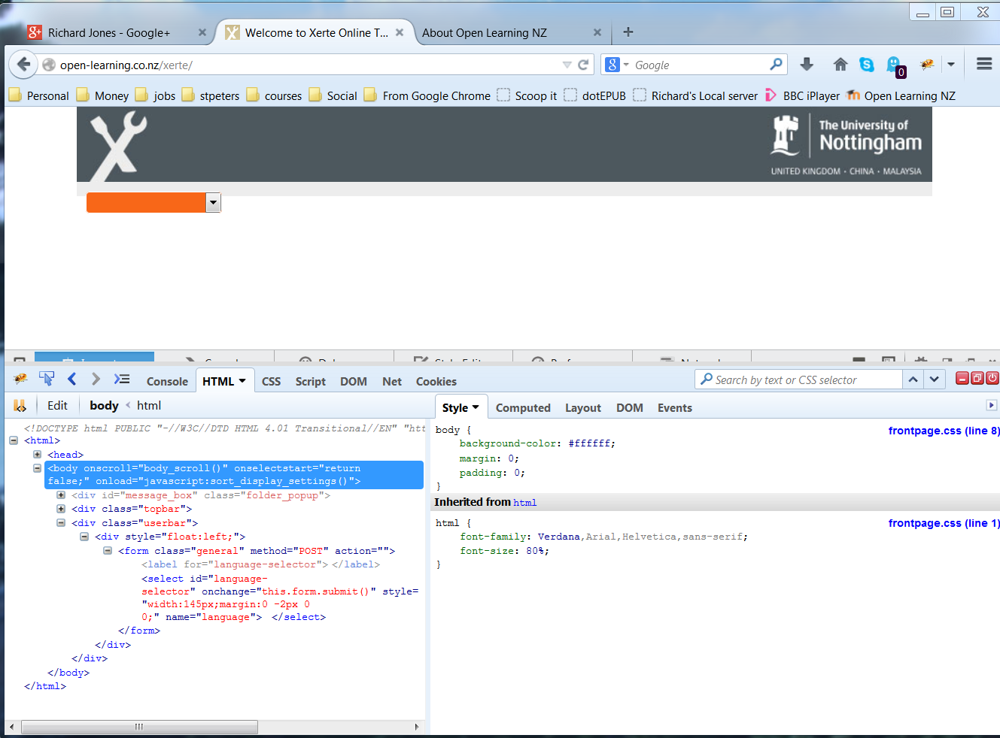 Richard Jones - Google+
Welcome to Xerte Online T...
About Open Learning NZ
open-learning.co.nz/xerte/
Google
0
Personal Money jobs stpeters courses Social From Google Chrome Scoop it dotEPUB Richard's Local server BBC iPlayer Open Learning NZ
The University of
Nottingham
UNITED KINGDOM · CHINA · MALAYSIA
Console HTML CSS Script DOM Net Cookies
Search by text or CSS selector
Edit body < html
Style Computed Layout DOM Events
<!DOCTYPE html PUBLIC "-//W3C//DTD HTML 4.01 Transitional//EN" "htt
<html>
<head>
<body onscroll="body_scroll()" onselectstart="return
false;" onload="javascript:sort_display_settings()">
<div id="message_box" class="folder_popup">
<div class="topbar">
<div class="userbar">
<div style="float:left;">
<form class="general" method="POST" action="">
<label for="language-selector"></label>
<select id="language-
selector" onchange="this.form.submit()" style=
"width:145px;margin:0 -2px 0
0;" name="language"> </select>
</form>
</div>
</div>
</body>
</html>
body {
frontpage.css (line 8)
background-color: #ffffff;
margin: 0;
padding: 0;
}
Inherited from html
html {
frontpage.css (line 1)
font-family: Verdana,Arial,Helvetica,sans-serif;
font-size: 80%;
}